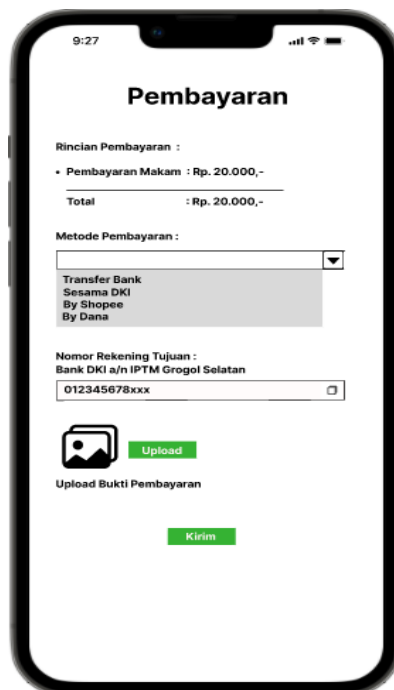 9:27
Pembayaran
Rincian Pembayaran :
• Pembayaran Makam : Rp. 20.000,-
Total : Rp. 20.000,-
Metode Pembayaran :
Transfer Bank
Sesama DKI
By Shopee
By Dana
Nomor Rekening Tujuan :
Bank DKI a/n IPTM Grogol Selatan
012345678xxx
Upload
Upload Bukti Pembayaran
Kirim